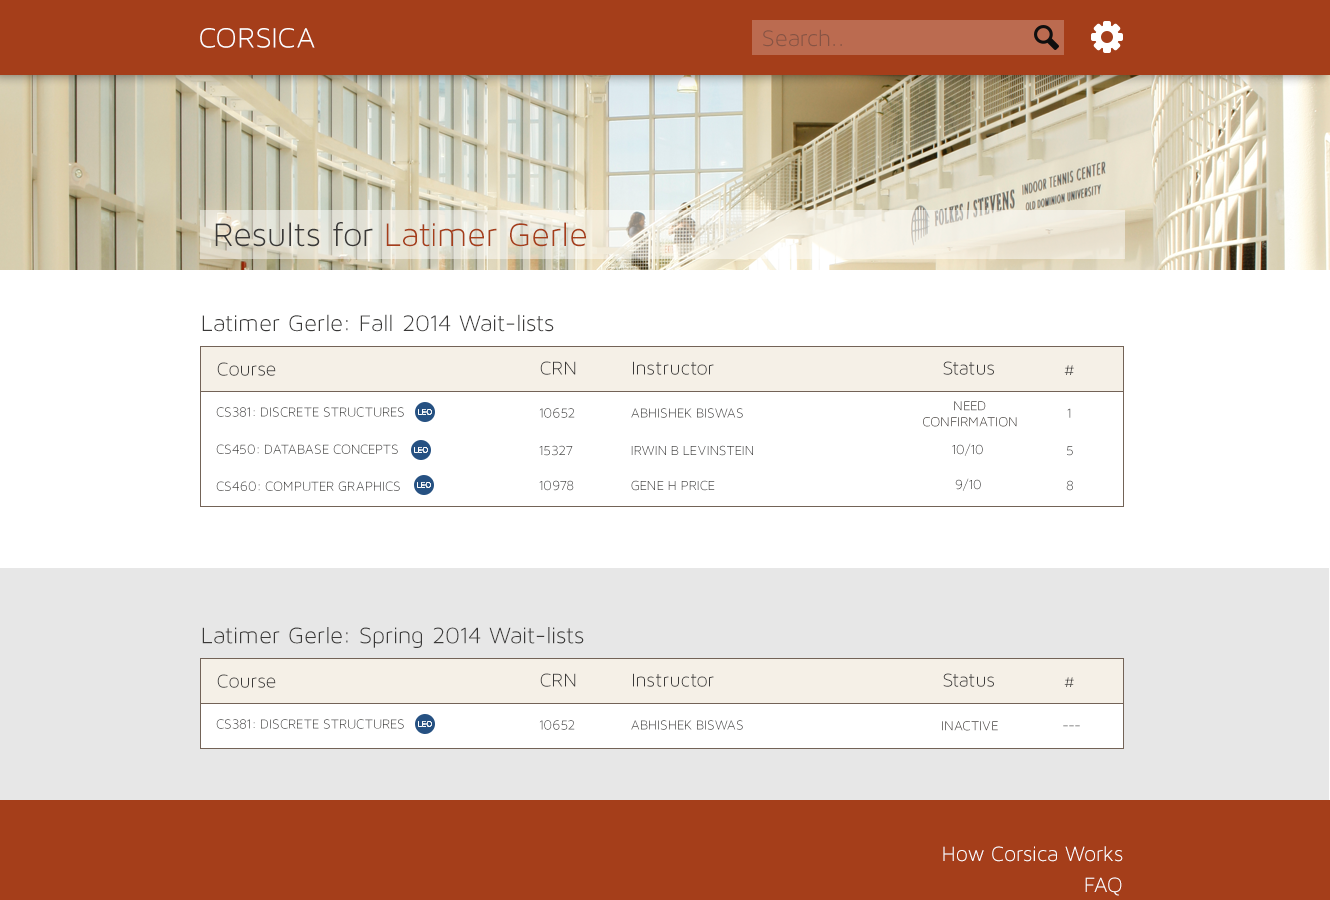 CORSICA
Search..
FOLKES / STEVENS INDOOR TENNIS CENTER
OLD DOMINION UNIVERSITY
Results for Latimer Gerle
Latimer Gerle: Fall 2014 Wait-lists
Course CRN Instructor Status #
CS381: DISCRETE STRUCTURES LEO 10652 ABHISHEK BISWAS NEED CONFIRMATION 1
CS450: DATABASE CONCEPTS LEO 15327 IRWIN B LEVINSTEIN 10/10 5
CS460: COMPUTER GRAPHICS LEO 10978 GENE H PRICE 9/10 8
Latimer Gerle: Spring 2014 Wait-lists
Course CRN Instructor Status #
CS381: DISCRETE STRUCTURES LEO 10652 ABHISHEK BISWAS INACTIVE ---
How Corsica Works
FAQ